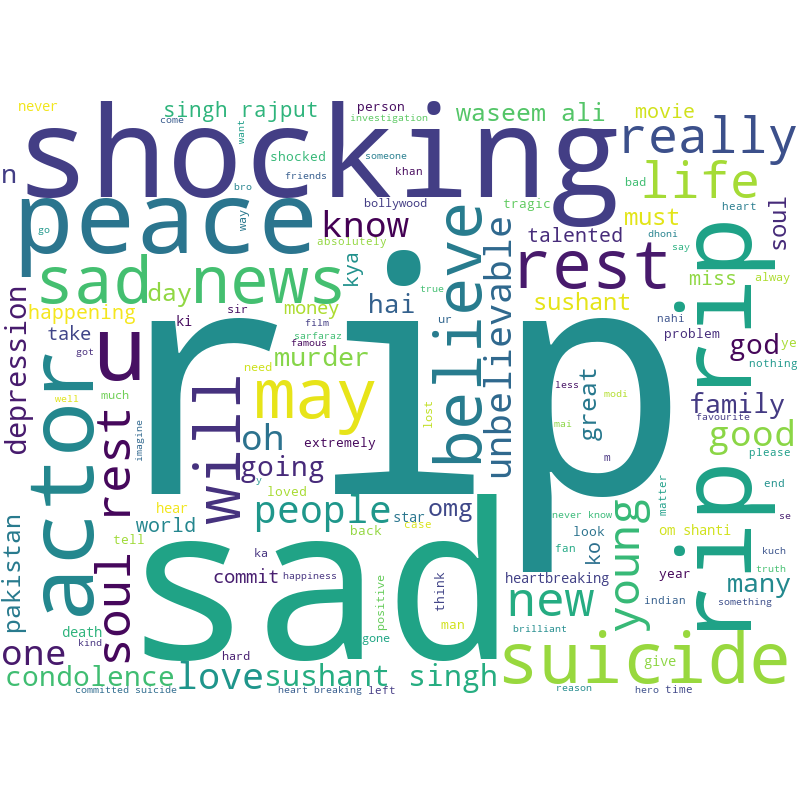 never
singh rajput
person
waseem ali
movie
come
want
investigation
shocking
really
n
shocked
someone
friends
khan
bad
life
heart
bro
peace
go
way
know
bollywood
tragic
talented
must
dhoni
soul
absolutely
say
sad news
day
kya
believe
unbelievable
rest
miss
alway
true
hai
sushant
rip
depression
happening
take
u
ki
sir
money
film
sarfaraz
famous
ur
nahi
problem
god
ye
got
actor
murder
nothing
need
may
less
modi
great
family
favourite
well
much
soul rest
will
rip
lost
mai
good
imagine
oh
extremely
going
m
please
hear
loved
y
people
star
omg
never know
look
matter
end
world
back
case
young
om shanti
se
tell
fan
ko
rip
pakistan
ka
commit
happiness
sad
think
heartbreaking
year
kuch
many
truth
new
indian
something
positive
death
one
kind
hard
gone
man
brilliant
suicide
give
condolence
love
sushant singh
committed suicide
heart breaking
left
reason
hero
time